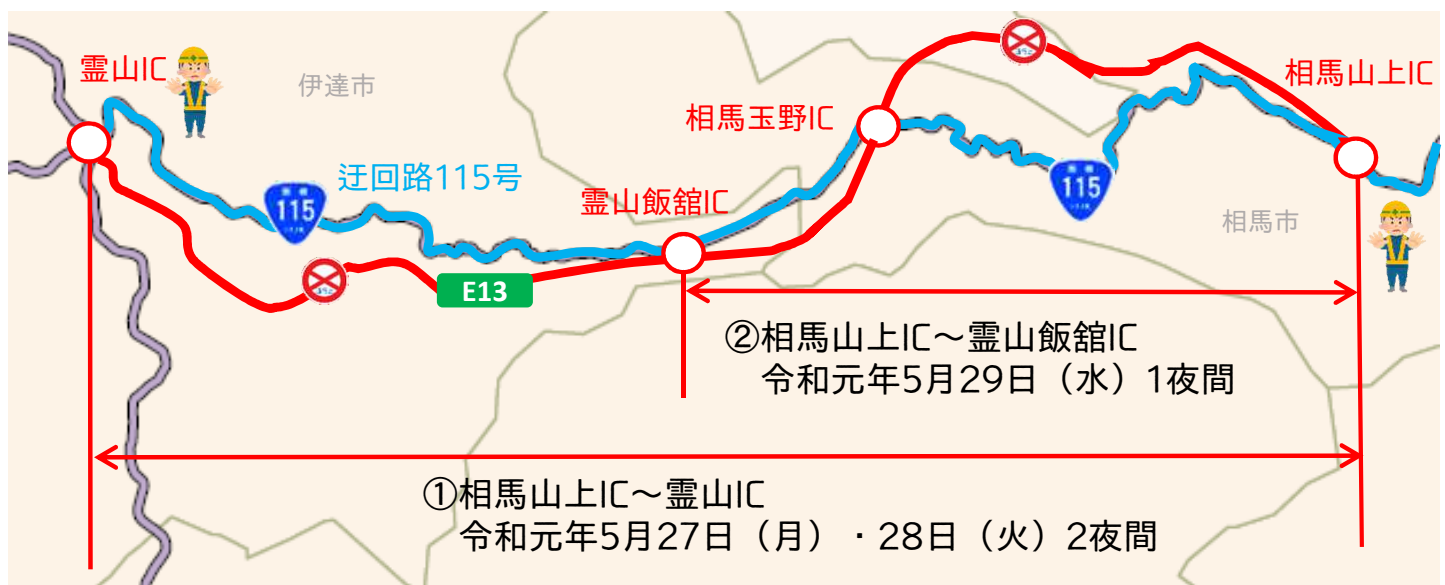 霊山IC
伊達市
相馬玉野IC
相馬山上IC
迂回路115号
115
霊山飯舘IC
115
相馬市
E13
②相馬山上IC～霊山飯舘IC
令和元年5月29日（水）1夜間
①相馬山上IC～霊山IC
令和元年5月27日（月）・28日（火）2夜間